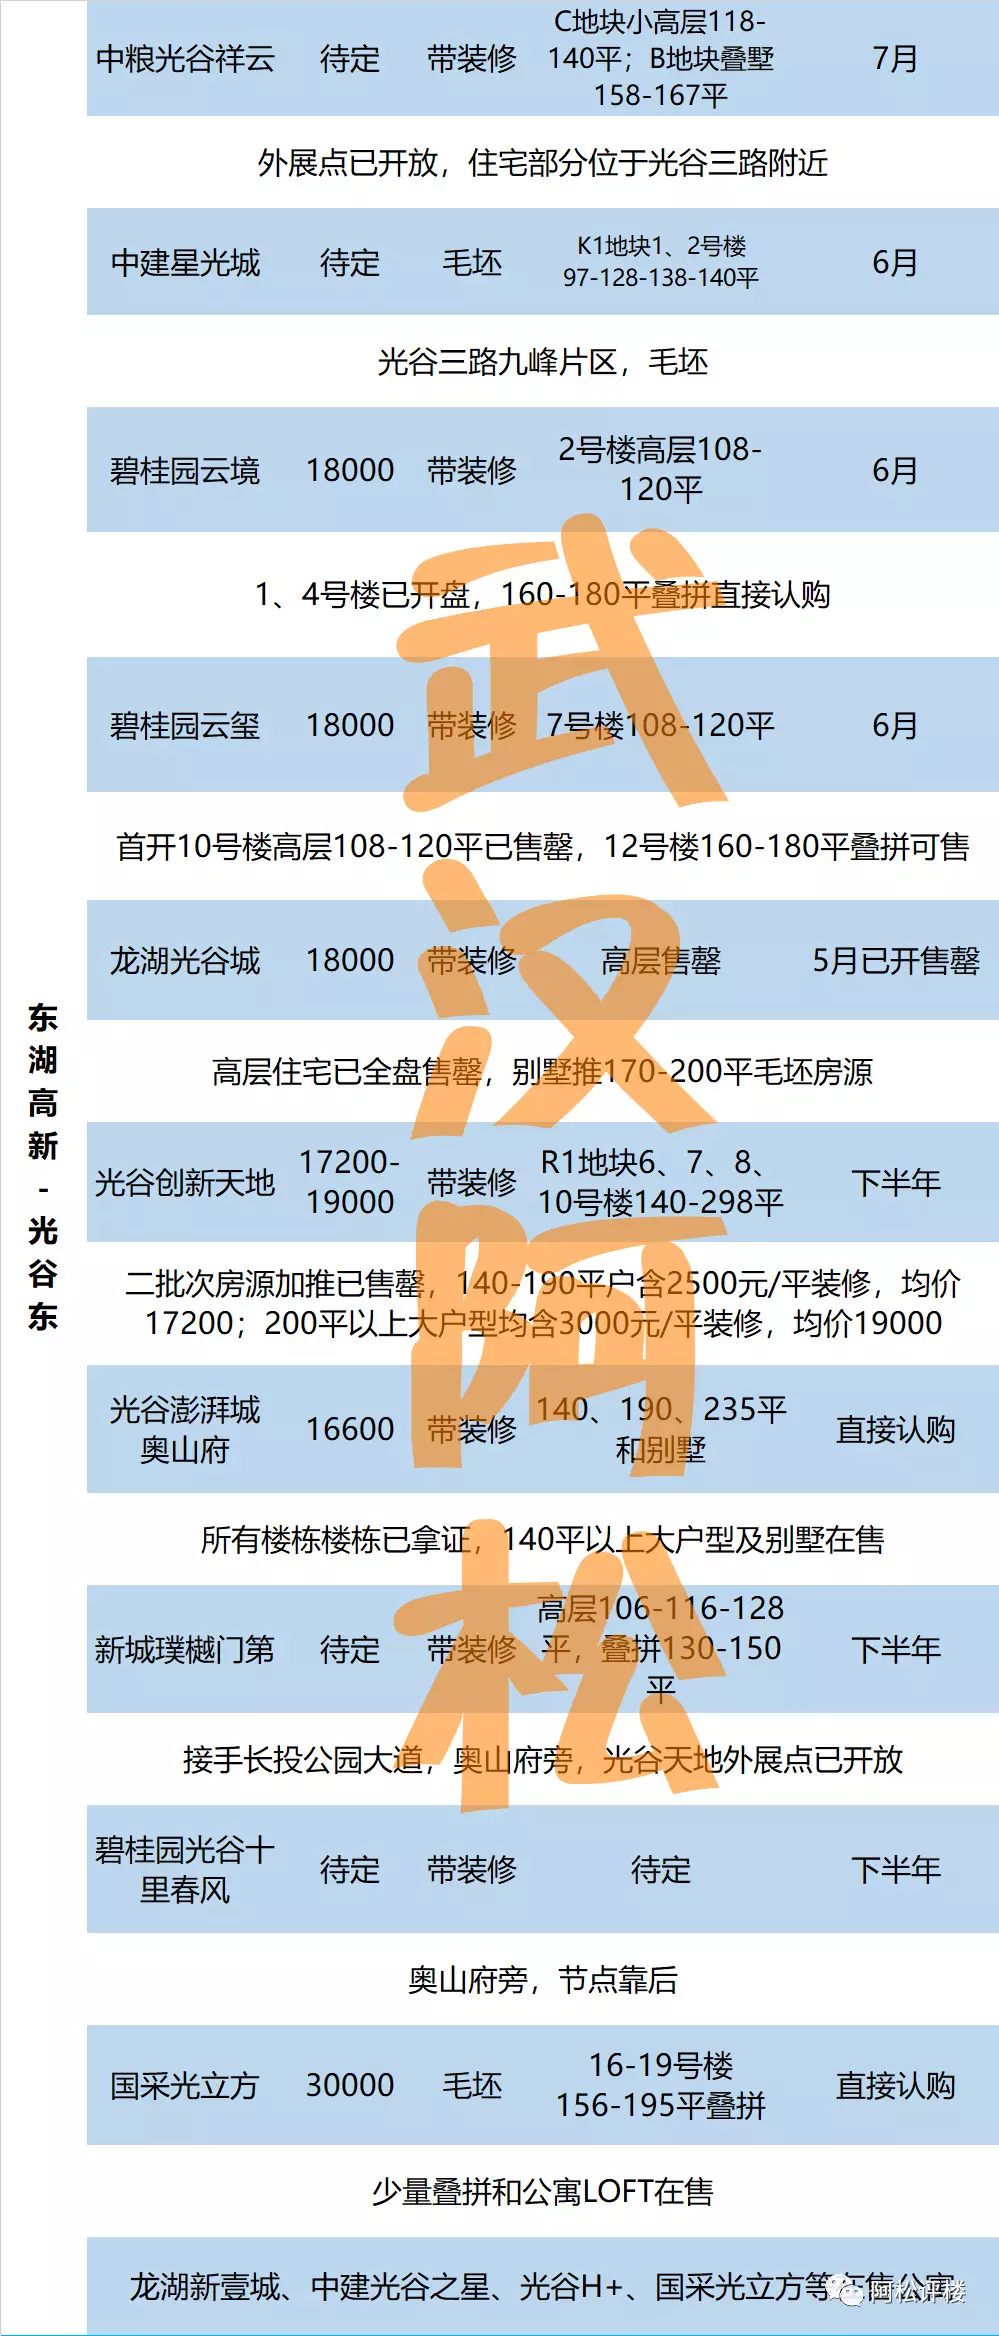 东湖高新-光谷东
中粮光谷祥云 待定 带装修 C地块小高层118-
140平；B地块叠墅
158-167平 7月
外展点已开放，住宅部分位于光谷三路附近
中建星光城 待定 毛坯 K1地块1、2号楼
97-128-138-140平 6月
光谷三路九峰片区，毛坯
碧桂园云境 18000 带装修 2号楼高层108-
120平 6月
1、4号楼已开盘，160-180平叠拼直接认购
碧桂园云玺 18000 带装修 7号楼108-120平 6月
首开10号楼高层108-120平已售罄，12号楼160-180平叠拼可售
龙湖光谷城 18000 带装修 高层售罄 5月已开售罄
高层住宅已全盘售罄，别墅推170-200平毛坯房源
光谷创新天地 17200-
19000 带装修 R1地块6、7、8、
10号楼140-298平 下半年
二批次房源加推已售罄，140-190平户含2500元/平装修，均价
17200；200平以上大户型均含3000元/平装修，均价19000
光谷澎湃城
奥山府 16600 带装修 140、190、235平
和别墅 直接认购
所有楼栋楼栋已拿证，140平以上大户型及别墅在售
新城璞樾门第 待定 带装修 高层106-116-128
平，叠拼130-150
平 下半年
接手长投公园大道，奥山府旁，光谷天地外展点已开放
碧桂园光谷十
里春风 待定 带装修 待定 下半年
奥山府旁，节点靠后
国采光立方 30000 毛坯 16-19号楼
156-195平叠拼 直接认购
少量叠拼和公寓LOFT在售
龙湖新壹城、中建光谷之星、光谷H+、国采光立方等在售公寓
武汉阿松
阿松评楼